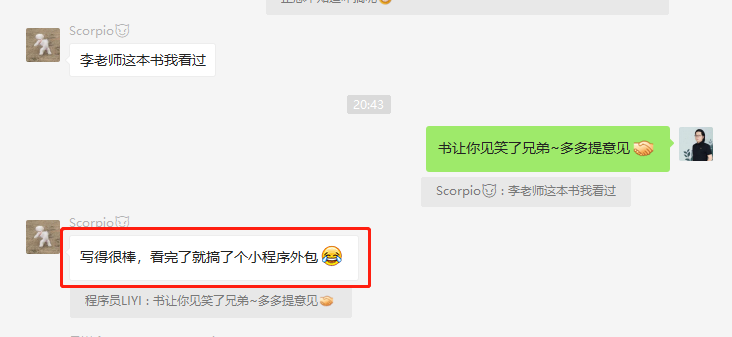 Scorpio
李老师这本书我看过
20:43
书让你见笑了兄弟~多多提意见
Scorpio：李老师这本书我看过
Scorpio
写得很棒，看完了就搞了个小程序外包
程序员LIYI：书让你见笑了兄弟~多多提意见